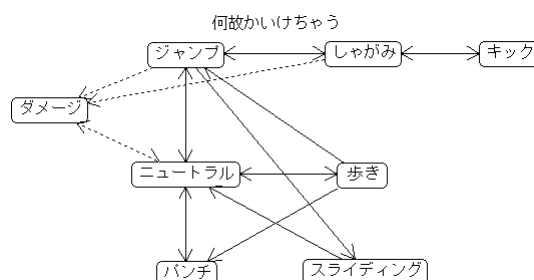 何故かいけちゃう
ジャンプ
しゃがみ
キック
ダメージ
ニュートラル
歩き
パンチ
スライディング